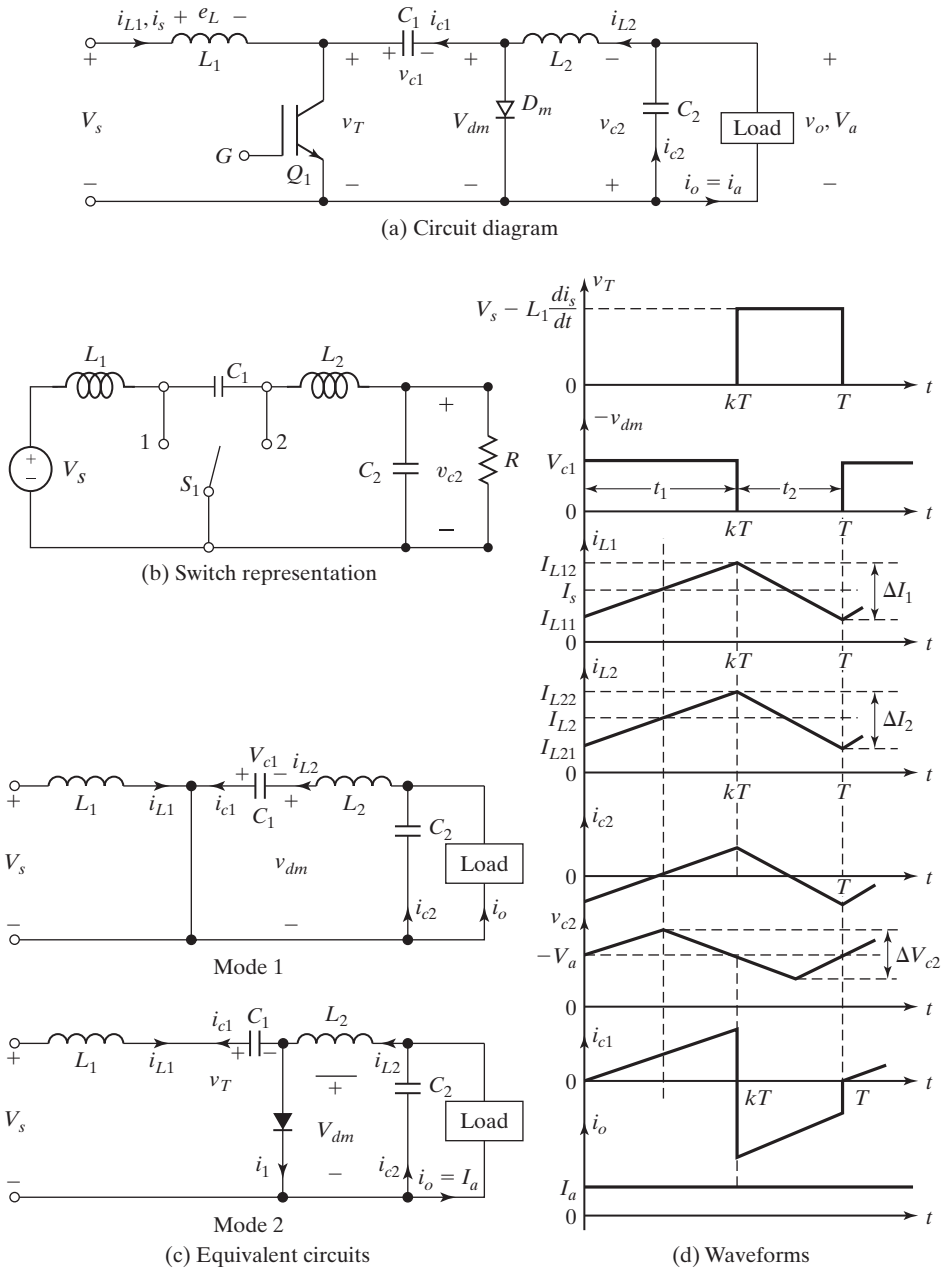 i_{L1}, i_s + e_L −
L_1
C_1
i_{c1}
+ −
v_{c1}
i_{L2}
L_2
+
V_s
−
G
Q_1
+
v_T
−
+
V_{dm}
−
D_m
−
v_{c2}
+
C_2
i_{c2}
Load
i_o = i_a
+
v_o, V_a
−
(a) Circuit diagram
L_1
C_1
L_2
1
2
S_1
+
−
V_s
C_2
+
v_{c2}
−
R
(b) Switch representation
V_{c1}
+ −
i_{L2}
+
L_1
i_{L1}
i_{c1}
C_1
+
L_2
C_2
V_s
v_{dm}
Load
i_{c2}
i_o
−
−
Mode 1
i_{c1}
C_1
L_2
+
L_1
i_{L1}
+ −
v_T
+
i_{L2}
C_2
V_s
V_{dm}
Load
i_1
−
i_{c2}
i_o = I_a
−
Mode 2
(c) Equivalent circuits
v_T
V_s − L_1 di_s/dt
0
kT
T
t
−v_{dm}
V_{c1}
t_1
t_2
0
kT
T
t
i_{L1}
I_{L12}
I_s
I_{L11}
ΔI_1
0
kT
T
t
i_{L2}
I_{L22}
I_{L2}
I_{L21}
ΔI_2
0
kT
T
t
i_{c2}
0
T
t
v_{c2}
−V_a
ΔV_{c2}
0
t
i_{c1}
0
kT
T
t
i_o
I_a
0
t
(d) Waveforms